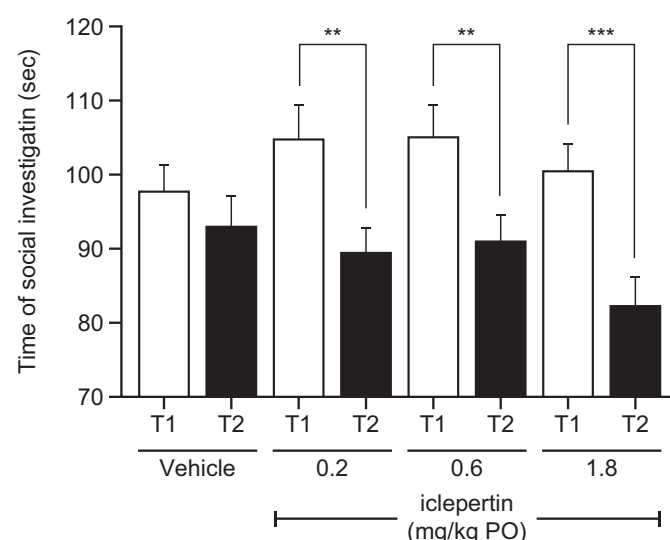 Time of social investigatin (sec)
120
110
100
90
80
70
**
**
***
T1 T2 T1 T2 T1 T2 T1 T2
Vehicle 0.2 0.6 1.8
iclepertin
(mg/kg PO)